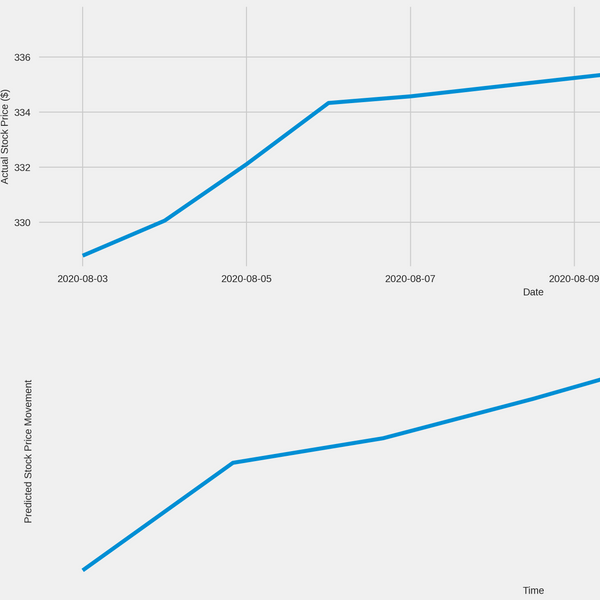 336
334
332
330
Actual Stock Price ($)
2020-08-03 2020-08-05 2020-08-07 2020-08-09
Date
Predicted Stock Price Movement
Time